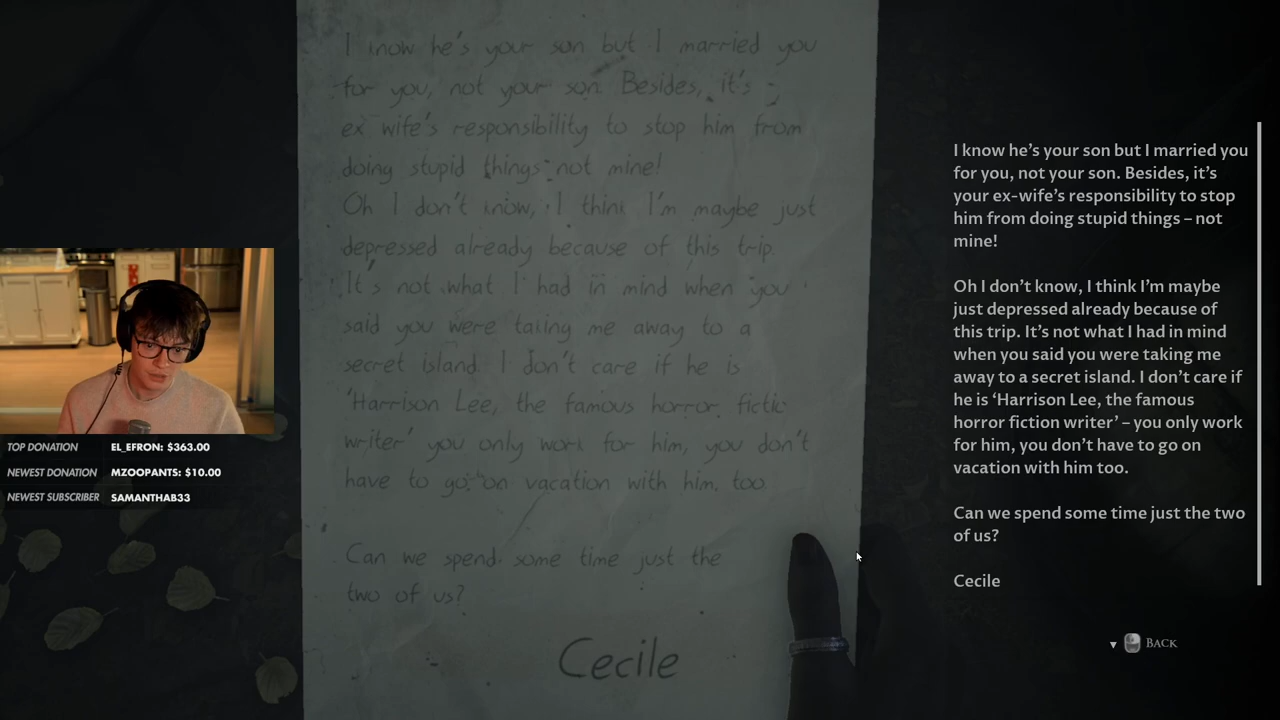 I know he's your son but I married you
for you, not your son. Besides, it's
ex wife's responsibility to stop him from
doing stupid things not mine!
Oh I don't know, I think I'm maybe just
depressed already because of this trip.
It's not what I had in mind when you
said you were taking me away to a
secret island. I don't care if he is
'Harrison Lee, the famous horror fictio
writer' you only work for him, you don't
have to go on vacation with him, too
Can we spend some time just the
two of us?
Cecile
I know he's your son but I married you
for you, not your son. Besides, it's
your ex-wife's responsibility to stop
him from doing stupid things – not
mine!
Oh I don't know, I think I'm maybe
just depressed already because of
this trip. It's not what I had in mind
when you said you were taking me
away to a secret island. I don't care if
he is 'Harrison Lee, the famous
horror fiction writer' – you only work
for him, you don't have to go on
vacation with him too.
Can we spend some time just the two
of us?
Cecile
BACK
TOP DONATION EL_EFRON: $363.00
NEWEST DONATION MZOOPANTS: $10.00
NEWEST SUBSCRIBER SAMANTHAB33